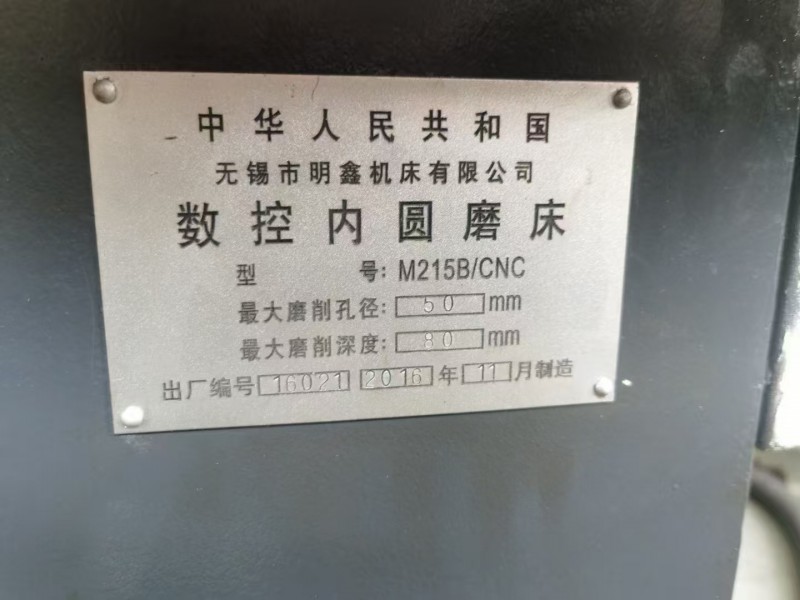 中华人民共和国
无锡市明鑫机床有限公司
数控内圆磨床
型号: M215B/CNC
最大磨削孔径: 50 mm
最大磨削深度: 80 mm
出厂编号 16021 2016 年 11 月制造